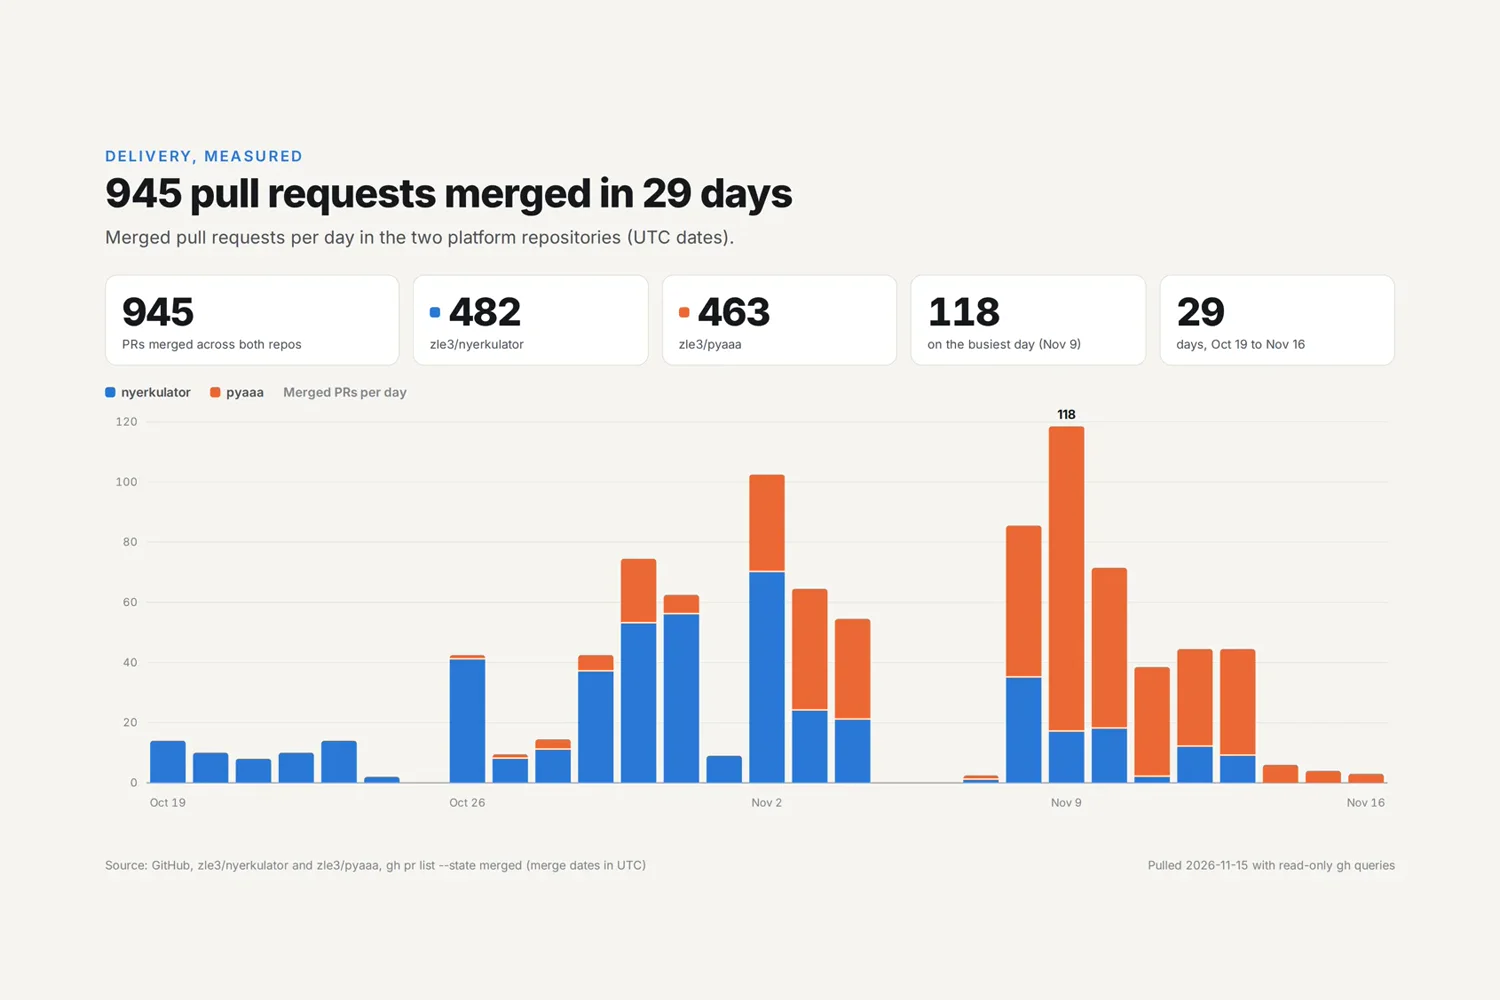 DELIVERY, MEASURED
945 pull requests merged in 29 days
Merged pull requests per day in the two platform repositories (UTC dates).
945
PRs merged across both repos
482
zle3/nyerkulator
463
zle3/pyaaa
118
on the busiest day (Nov 9)
29
days, Oct 19 to Nov 16
nyerkulator pyaaa Merged PRs per day
118
120
100
80
60
40
20
0
Oct 19 Oct 26 Nov 2 Nov 9 Nov 16
Source: GitHub, zle3/nyerkulator and zle3/pyaaa, gh pr list --state merged (merge dates in UTC)
Pulled 2026-11-15 with read-only gh queries